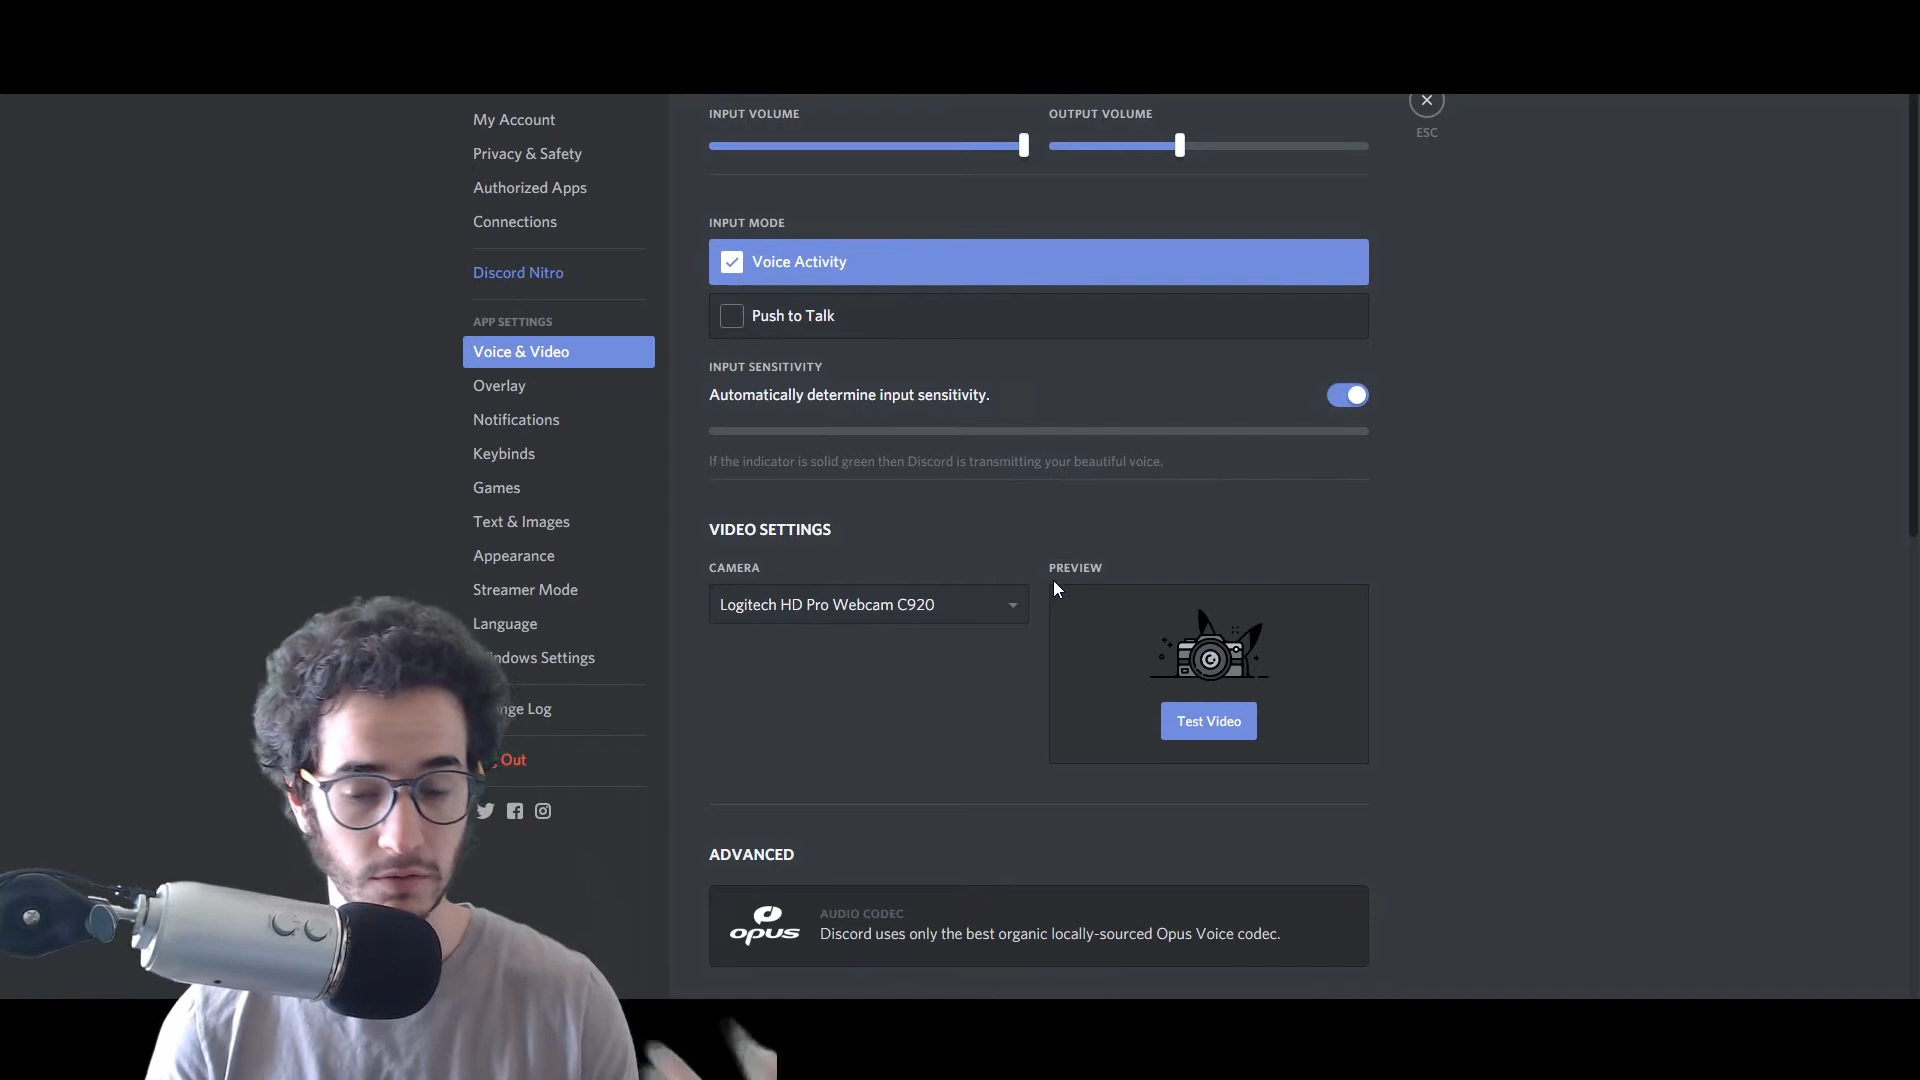 My Account
Privacy & Safety
Authorized Apps
Connections
Discord Nitro
APP SETTINGS
Voice & Video
Overlay
Notifications
Keybinds
Games
Text & Images
Appearance
Streamer Mode
Language
indows Settings
nge Log
Out
INPUT VOLUME
OUTPUT VOLUME
ESC
INPUT MODE
Voice Activity
Push to Talk
INPUT SENSITIVITY
Automatically determine input sensitivity.
If the indicator is solid green then Discord is transmitting your beautiful voice.
VIDEO SETTINGS
CAMERA
Logitech HD Pro Webcam C920
PREVIEW
Test Video
ADVANCED
opus
AUDIO CODEC
Discord uses only the best organic locally-sourced Opus Voice codec.